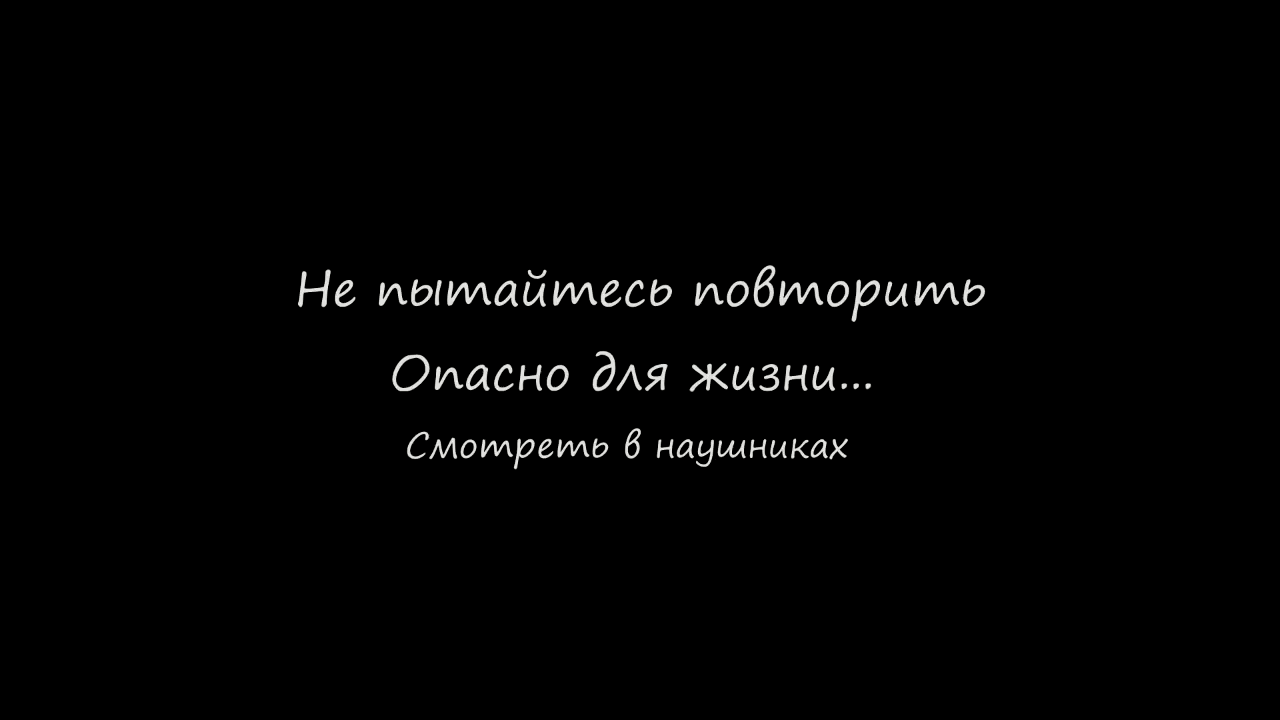 Не пытайтесь повторить
Опасно для жизни...
Смотреть в наушниках